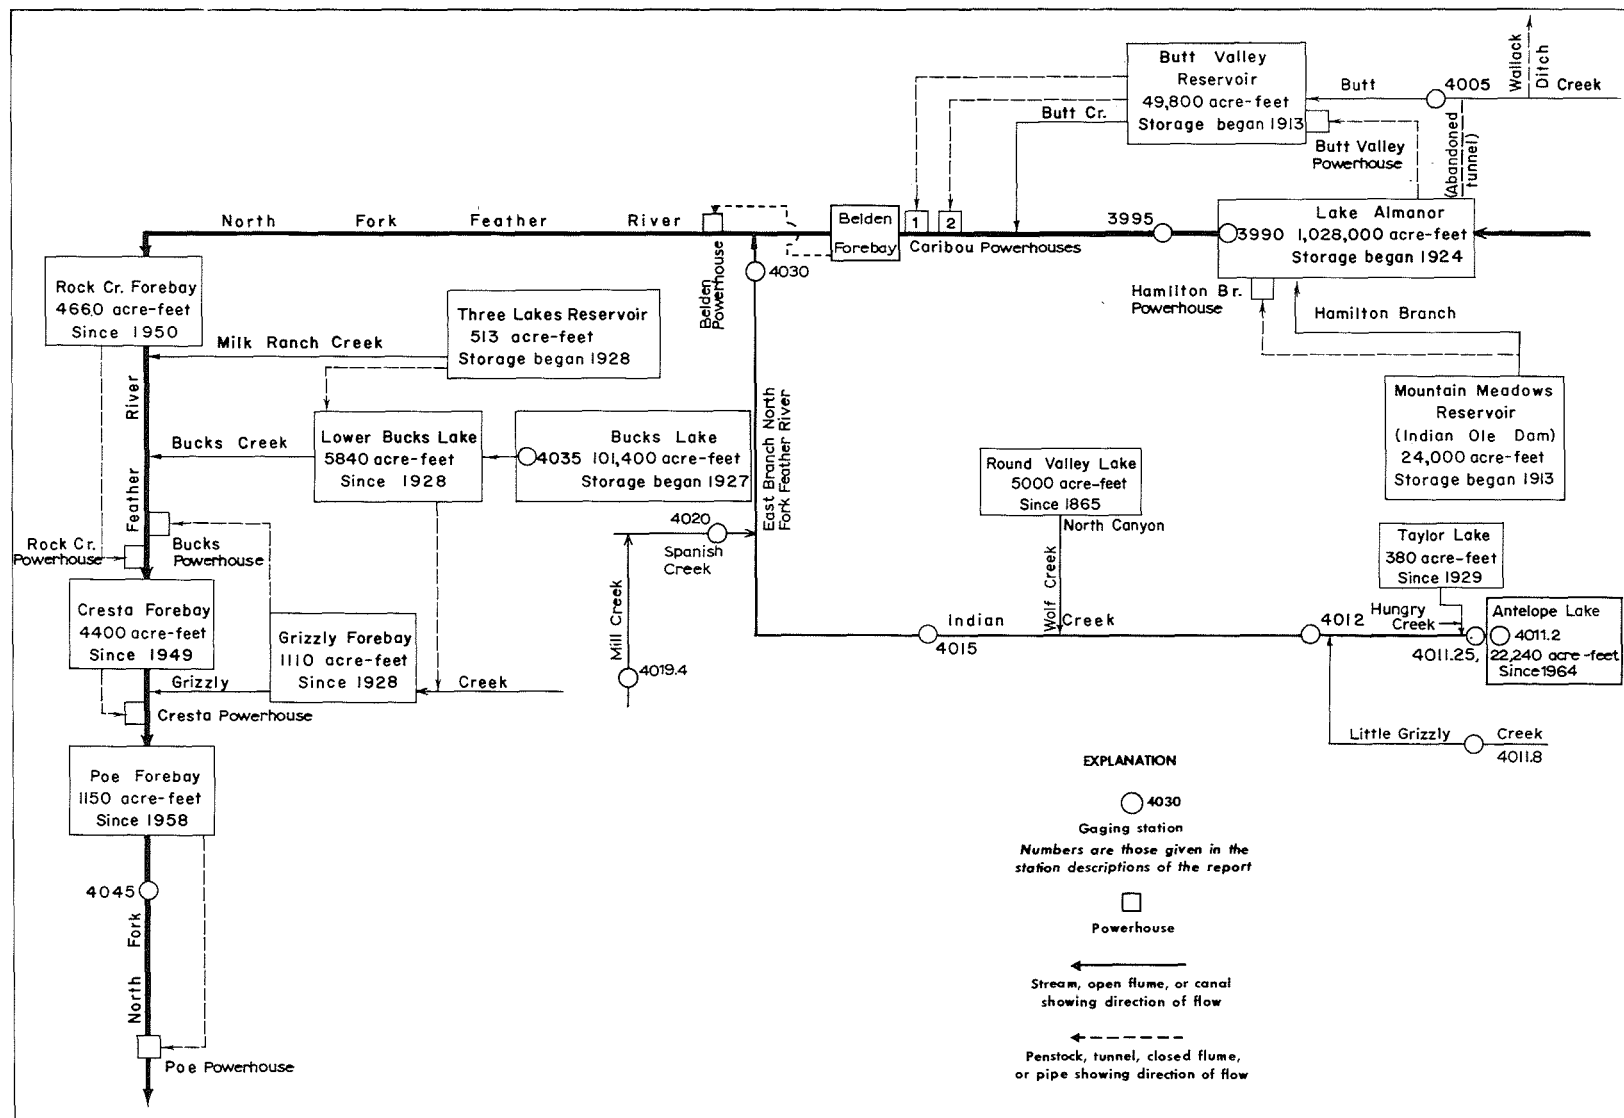 Wallack
Ditch
Butt Valley
Reservoir
49,800 acre-feet
Storage began 1913
Butt
4005
Creek
Butt Cr.
Butt Valley
Powerhouse
(Abandoned
tunnel)
North Fork Feather River
Belden
Forebay
1
2
Caribou Powerhouses
3995
3990
Lake Almanor
1,028,000 acre-feet
Storage began 1924
Belden
Powerhouse
4030
Hamilton Br.
Powerhouse
Hamilton Branch
Rock Cr. Forebay
4660 acre-feet
Since 1950
Three Lakes Reservoir
513 acre-feet
Storage began 1928
Milk Ranch Creek
Mountain Meadows
Reservoir
(Indian Ole Dam)
24,000 acre-feet
Storage began 1913
East Branch North
Fork Feather River
Feather River
Bucks Creek
Lower Bucks Lake
5840 acre-feet
Since 1928
4035
Bucks Lake
101,400 acre-feet
Storage began 1927
Round Valley Lake
5000 acre-feet
Since 1865
North Canyon
Wolf Creek
4020
Spanish
Creek
Rock Cr.
Powerhouse
Bucks
Powerhouse
Taylor Lake
380 acre-feet
Since 1929
Hungry
Creek
Cresta Forebay
4400 acre-feet
Since 1949
Grizzly Forebay
1110 acre-feet
Since 1928
Mill Creek
4019.4
Indian Creek
4015
4012
4011.25,
Antelope Lake
4011.2
22,240 acre-feet
Since 1964
Grizzly Creek
Cresta Powerhouse
Little Grizzly Creek
4011.8
Poe Forebay
1150 acre-feet
Since 1958
4045
North Fork
Poe Powerhouse
EXPLANATION
4030
Gaging station
Numbers are those given in the
station descriptions of the report
Powerhouse
Stream, open flume, or canal
showing direction of flow
Penstock, tunnel, closed flume,
or pipe showing direction of flow